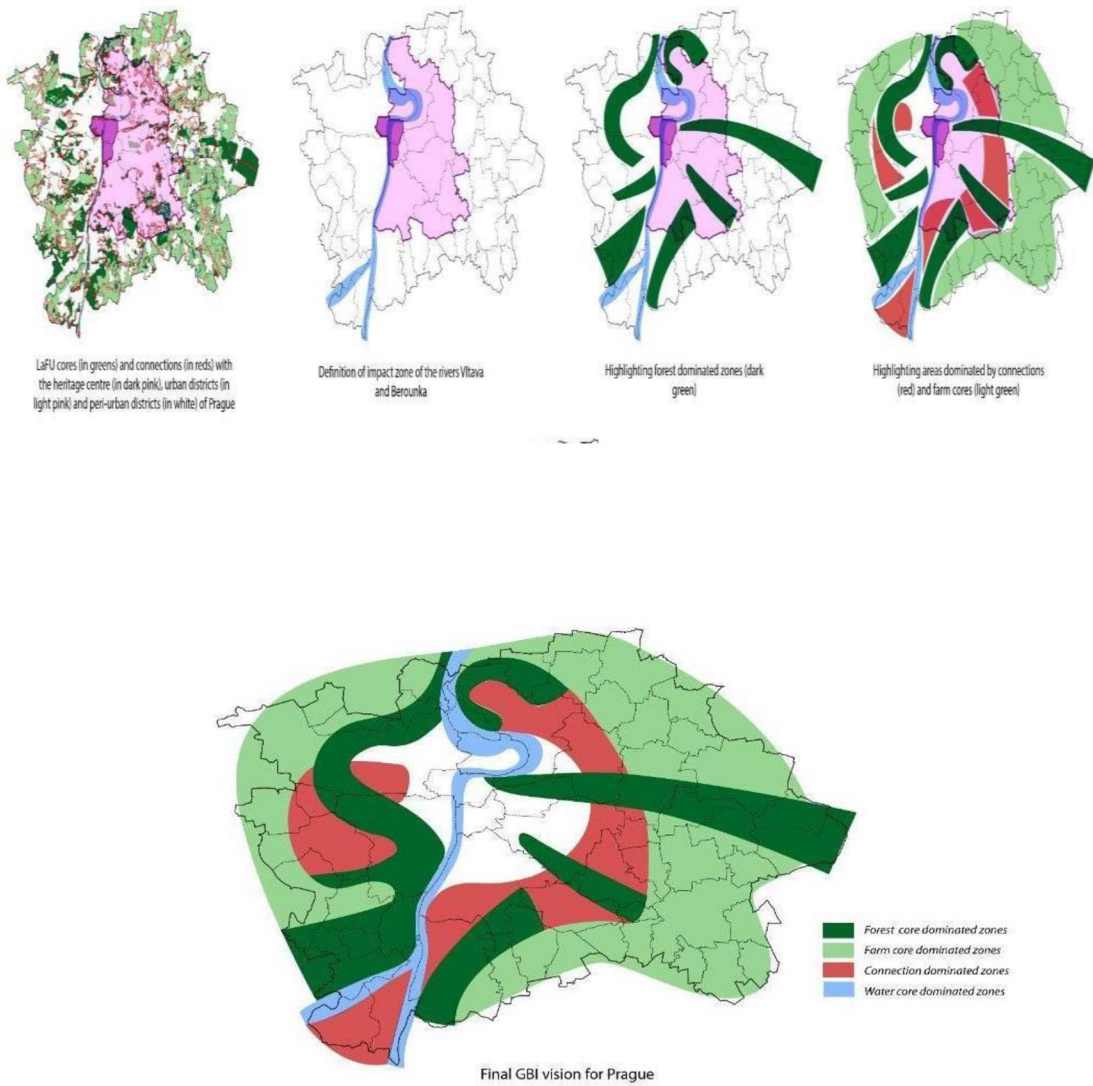 LaFU cores (in greens) and connections (in reds) with
the heritage centre (in dark pink), urban districts (in
light pink) and peri-urban districts (in white) of Prague
Definition of impact zone of the rivers Vltava
and Berounka
Highlighting forest dominated zones (dark
green)
Highlighting areas dominated by connections
(red) and farm cores (light green)
Forest core dominated zones
Farm core dominated zones
Connection dominated zones
Water core dominated zones
Final GBI vision for Prague